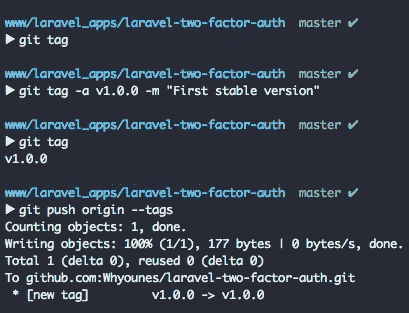 www/laravel_apps/laravel-two-factor-auth master ✔
▶ git tag
www/laravel_apps/laravel-two-factor-auth master ✔
▶ git tag -a v1.0.0 -m "First stable version"
www/laravel_apps/laravel-two-factor-auth master ✔
▶ git tag
v1.0.0
www/laravel_apps/laravel-two-factor-auth master ✔
▶ git push origin --tags
Counting objects: 1, done.
Writing objects: 100% (1/1), 177 bytes | 0 bytes/s, done.
Total 1 (delta 0), reused 0 (delta 0)
To github.com:Whyounes/laravel-two-factor-auth.git
 * [new tag]         v1.0.0 -> v1.0.0